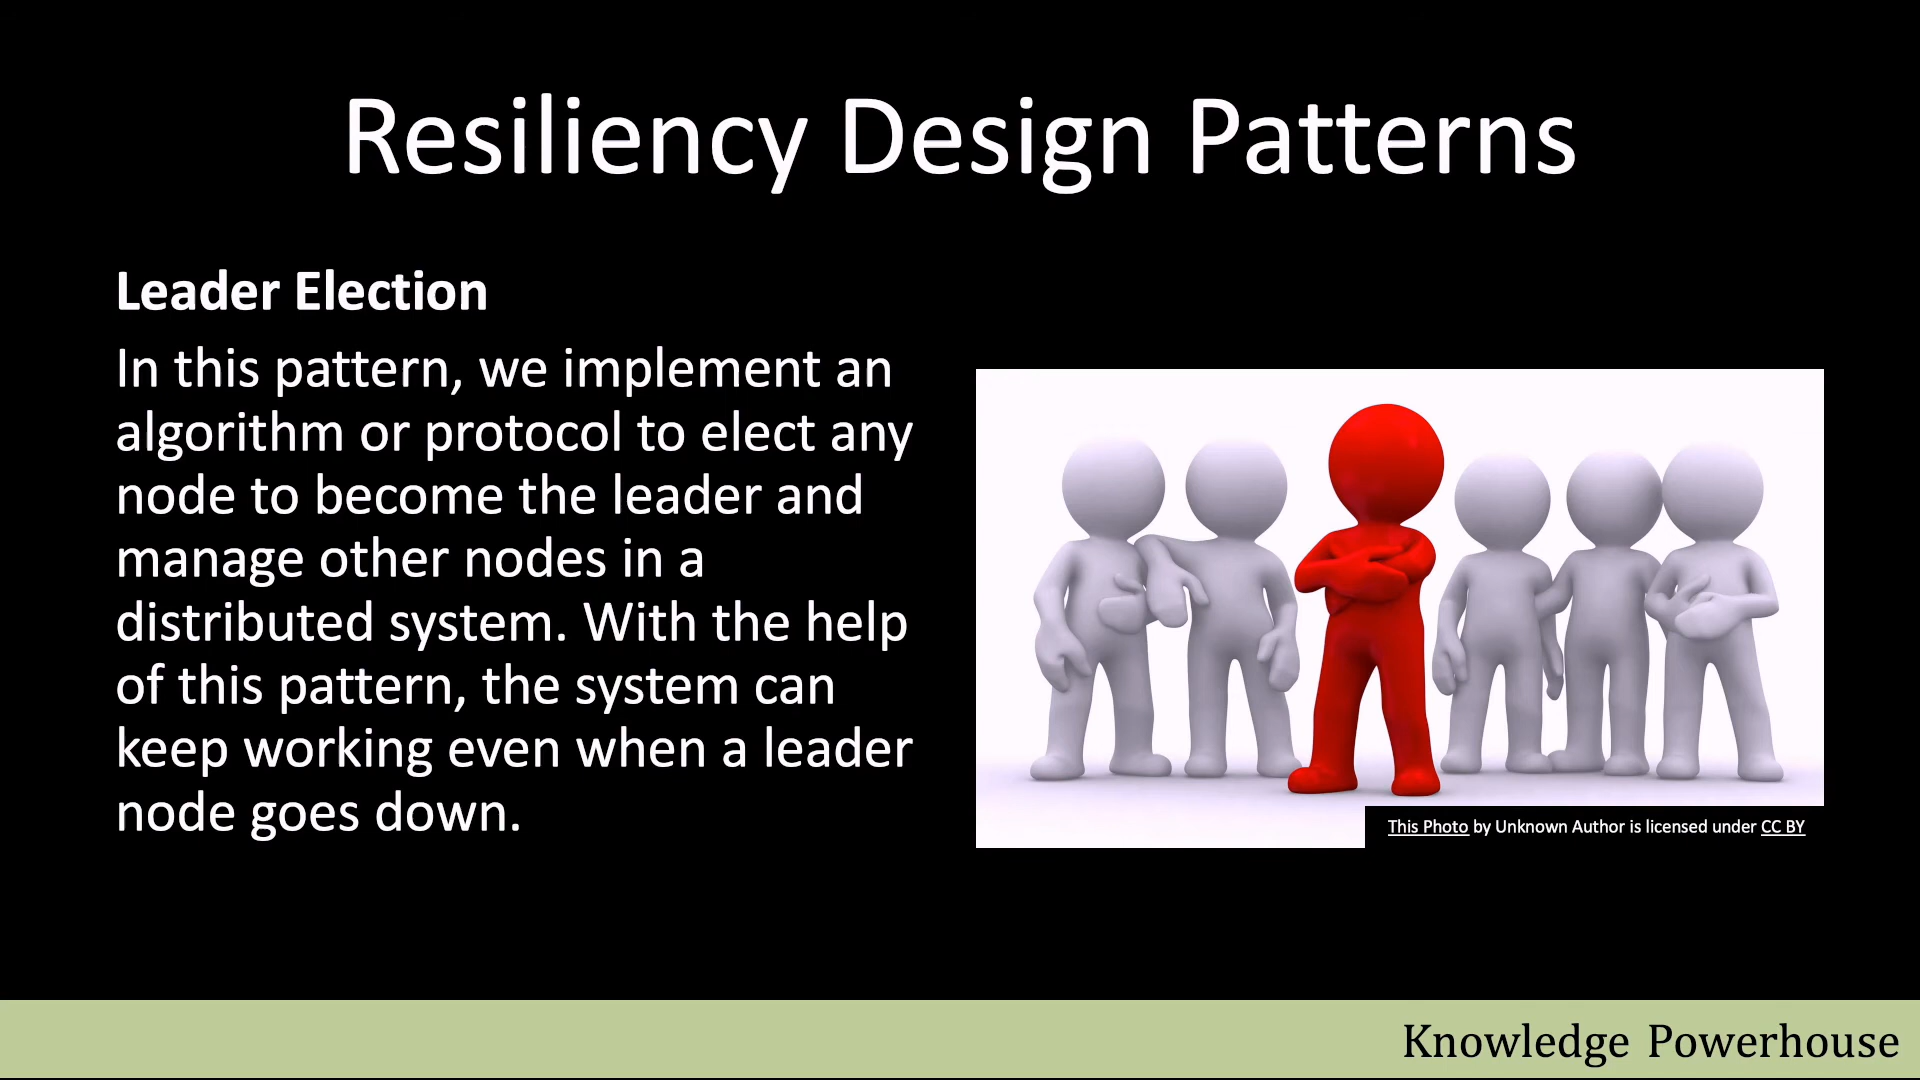 Resiliency Design Patterns
Leader Election
In this pattern, we implement an
algorithm or protocol to elect any
node to become the leader and
manage other nodes in a
distributed system. With the help
of this pattern, the system can
keep working even when a leader
node goes down.
This Photo by Unknown Author is licensed under CC BY
Knowledge Powerhouse